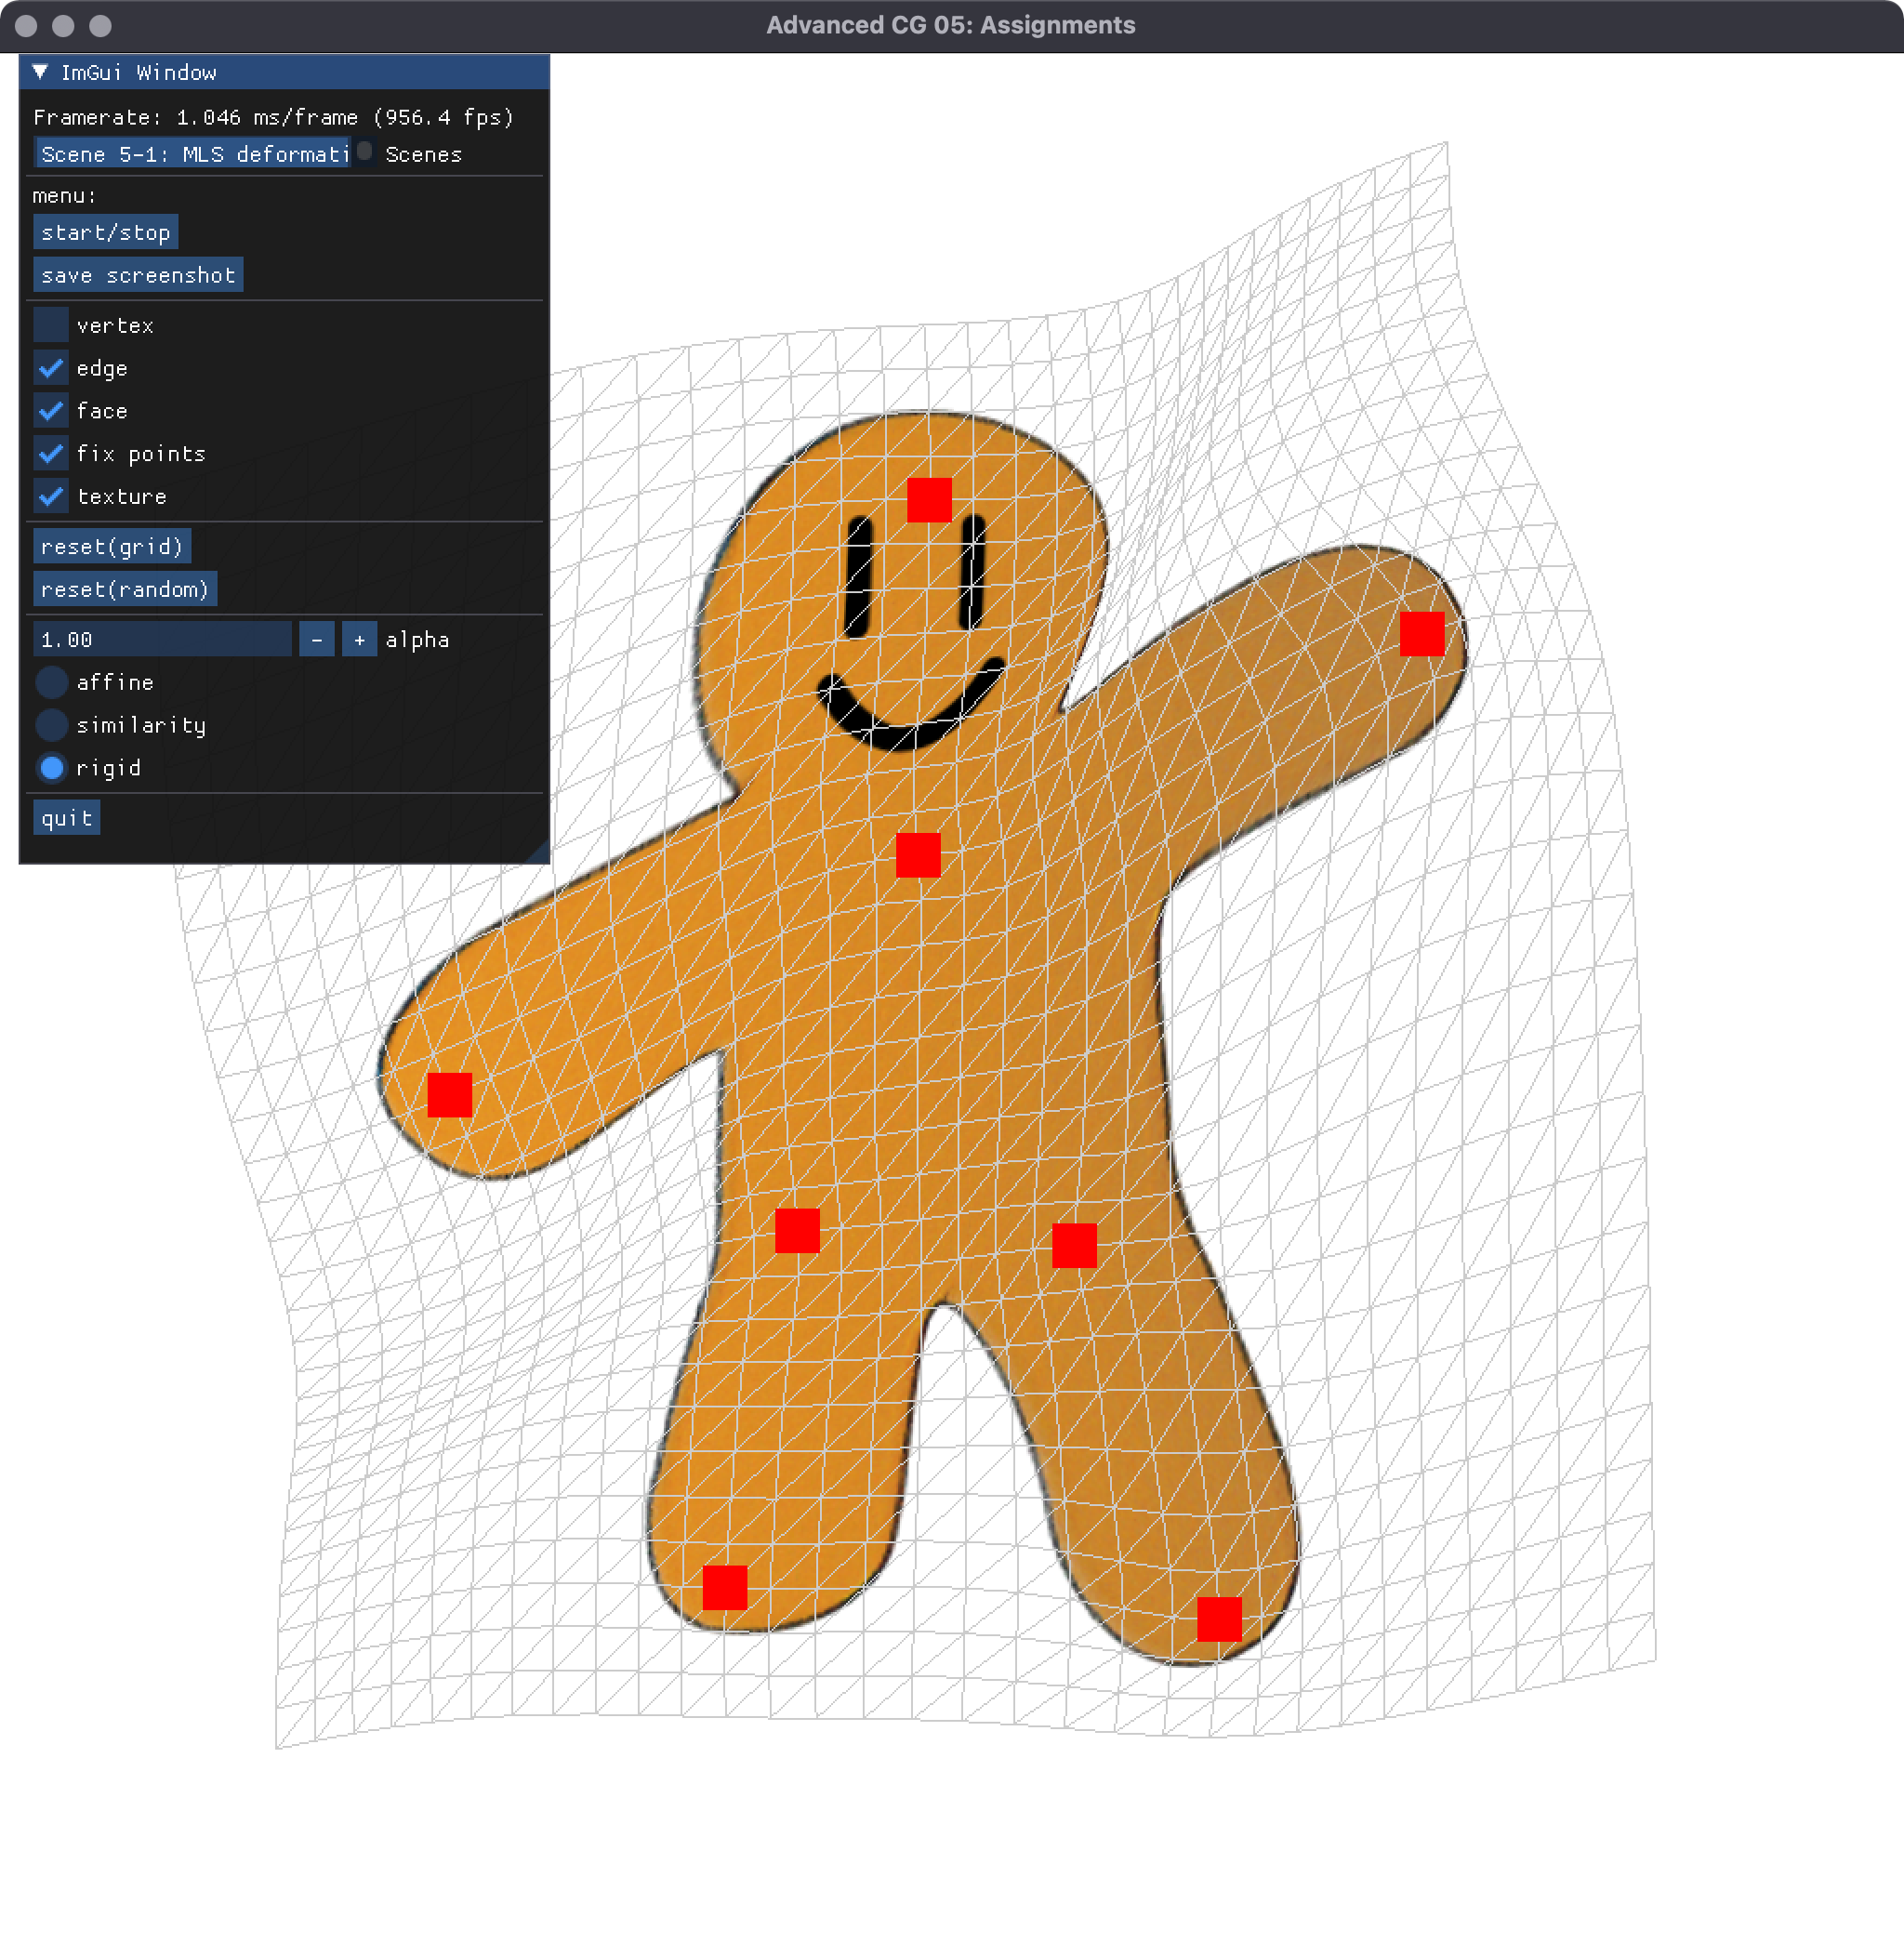 Advanced CG 05: Assignments
ImGui Window
Framerate: 1.046 ms/frame (956.4 fps)
Scene 5-1: MLS deformati Scenes
menu:
start/stop
save screenshot
vertex
edge
face
fix points
texture
reset(grid)
reset(random)
1.00 - + alpha
affine
similarity
rigid
quit